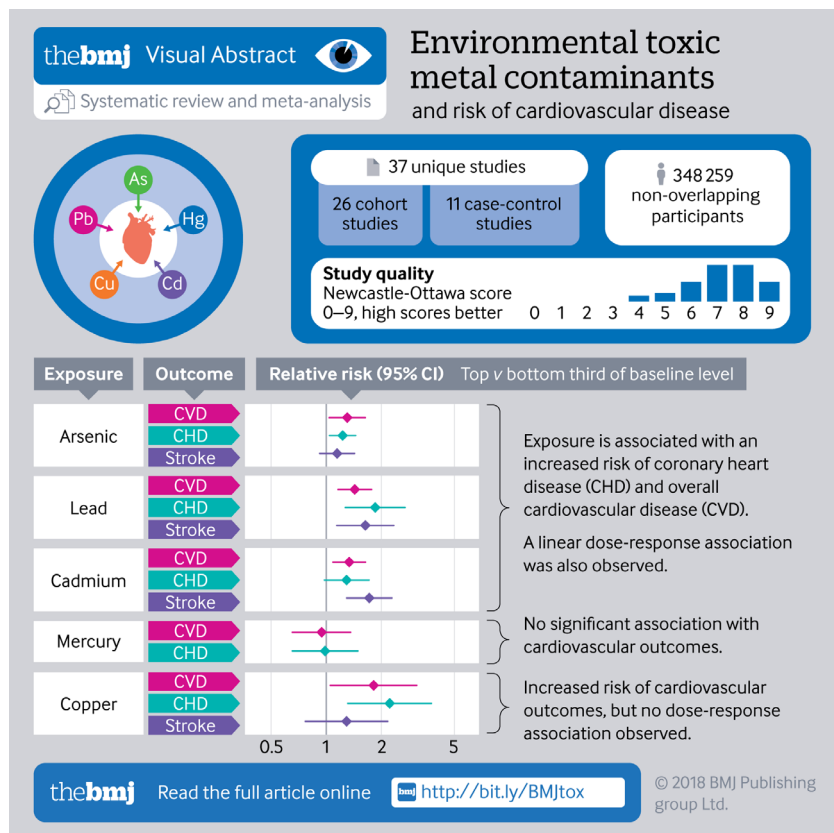 thebmj Visual Abstract
Systematic review and meta-analysis
Environmental toxic
metal contaminants
and risk of cardiovascular disease
As
Pb
Hg
Cu
Cd
37 unique studies
26 cohort
studies
11 case-control
studies
348 259
non-overlapping
participants
Study quality
Newcastle-Ottawa score
0–9, high scores better
0 1 2 3 4 5 6 7 8 9
Exposure
Outcome
Relative risk (95% CI) Top v bottom third of baseline level
Arsenic
CVD
CHD
Stroke
Lead
CVD
CHD
Stroke
Cadmium
CVD
CHD
Stroke
Exposure is associated with an
increased risk of coronary heart
disease (CHD) and overall
cardiovascular disease (CVD).
A linear dose-response association
was also observed.
Mercury
CVD
CHD
No significant association with
cardiovascular outcomes.
Copper
CVD
CHD
Stroke
Increased risk of cardiovascular
outcomes, but no dose-response
association observed.
0.5 1 2 5
thebmj Read the full article online
bmj http://bit.ly/BMJtox
© 2018 BMJ Publishing
group Ltd.